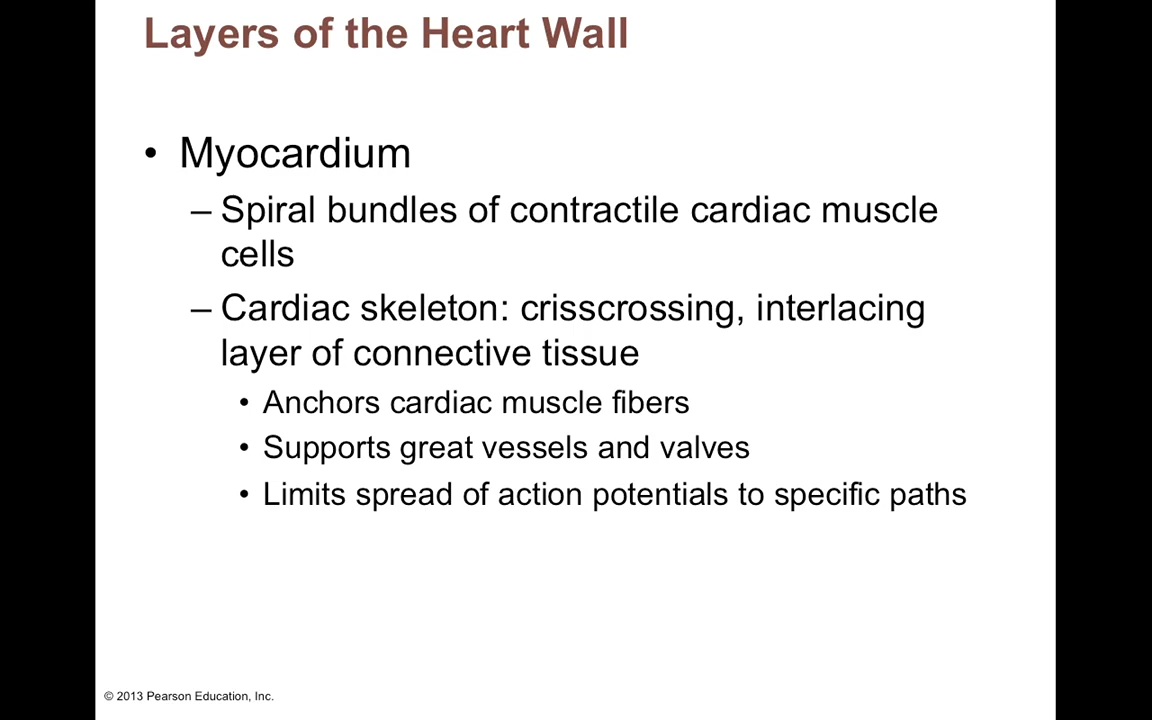 Layers of the Heart Wall
• Myocardium
– Spiral bundles of contractile cardiac muscle
cells
– Cardiac skeleton: crisscrossing, interlacing
layer of connective tissue
• Anchors cardiac muscle fibers
• Supports great vessels and valves
• Limits spread of action potentials to specific paths
© 2013 Pearson Education, Inc.